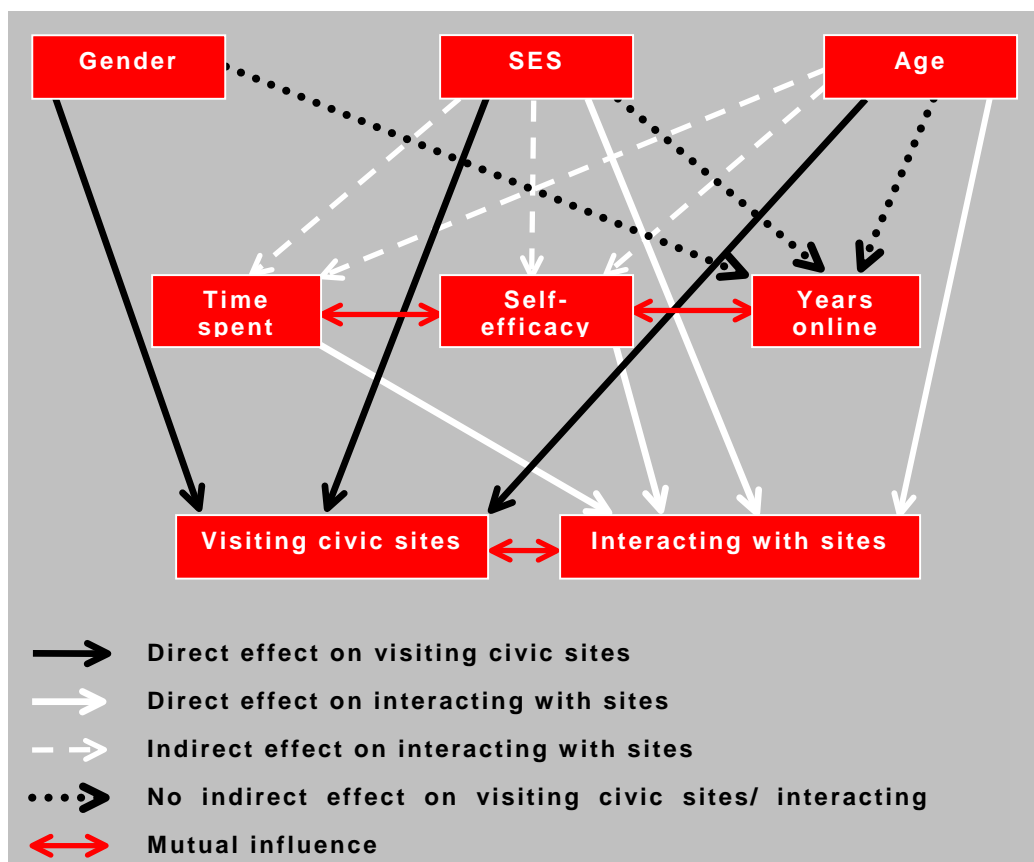 Gender SES Age
Time Self- Years
spent efficacy online
Visiting civic sites Interacting with sites
Direct effect on visiting civic sites
Direct effect on interacting with sites
Indirect effect on interacting with sites
No indirect effect on visiting civic sites/ interacting
Mutual influence